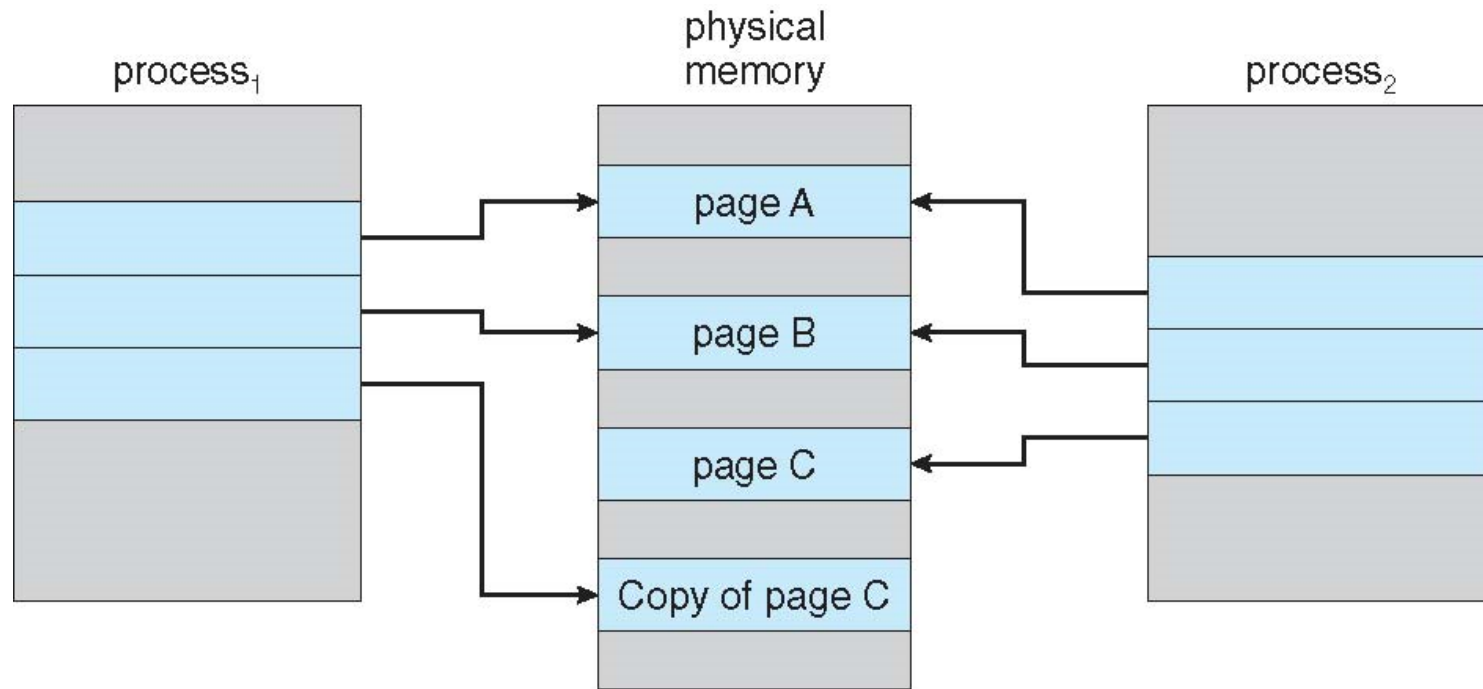 process₁
physical
memory
process₂
page A
page B
page C
Copy of page C